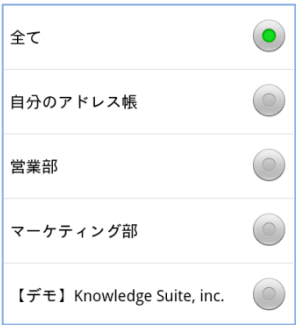 全て
自分のアドレス帳
営業部
マーケティング部
【デモ】Knowledge Suite, inc.